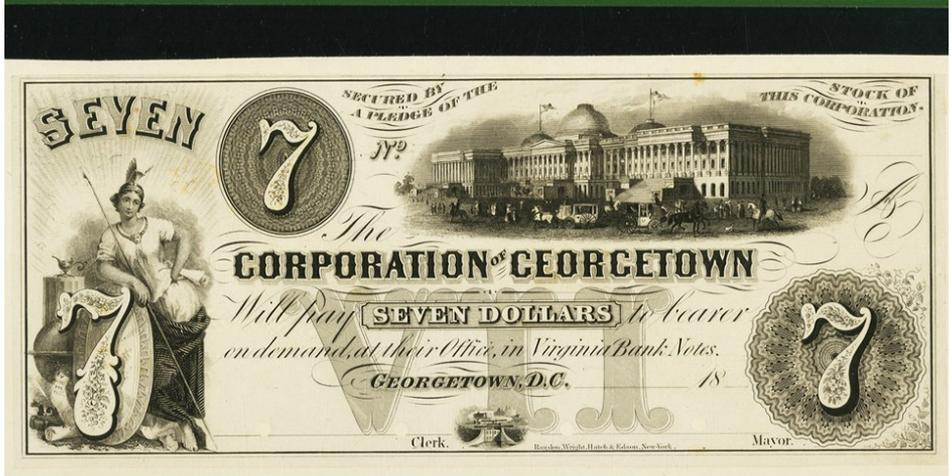 SEVEN
7
SECURED BY
A PLEDGE OF THE
STOCK OF
THIS CORPORATION.
No
A
The
CORPORATION OF GEORGETOWN
Will pay SEVEN DOLLARS to bearer
on demand, at their Office, in Virginia Bank Notes.
VII
GEORGETOWN, D.C. 18
7
7
Clerk.
Rawdon, Wright, Hatch & Edson, New-York.
Mayor.